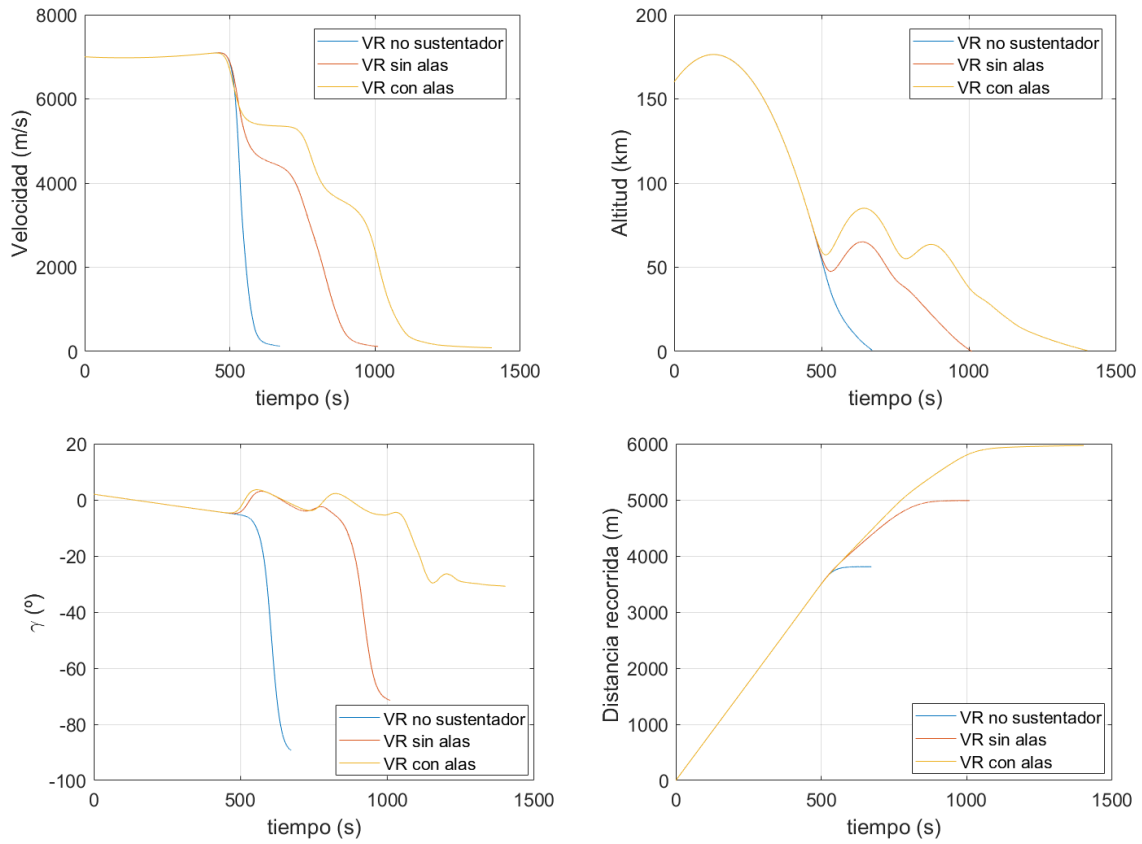 8000
6000
4000
2000
0
Velocidad (m/s)
0 500 1000 1500
tiempo (s)
VR no sustentador
VR sin alas
VR con alas
200
150
100
50
0
Altitud (km)
0 500 1000 1500
tiempo (s)
VR no sustentador
VR sin alas
VR con alas
20
0
-20
-40
-60
-80
-100
γ (º)
0 500 1000 1500
tiempo (s)
VR no sustentador
VR sin alas
VR con alas
6000
5000
4000
3000
2000
1000
0
Distancia recorrida (m)
0 500 1000 1500
tiempo (s)
VR no sustentador
VR sin alas
VR con alas